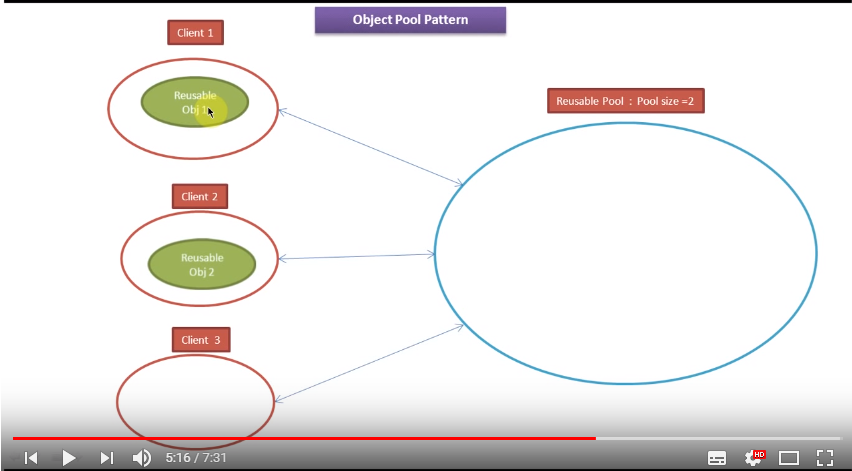 Object Pool Pattern
Client 1
Reusable
Obj 1
Reusable Pool : Pool size =2
Client 2
Reusable
Obj 2
Client 3
5:16 / 7:31
HD